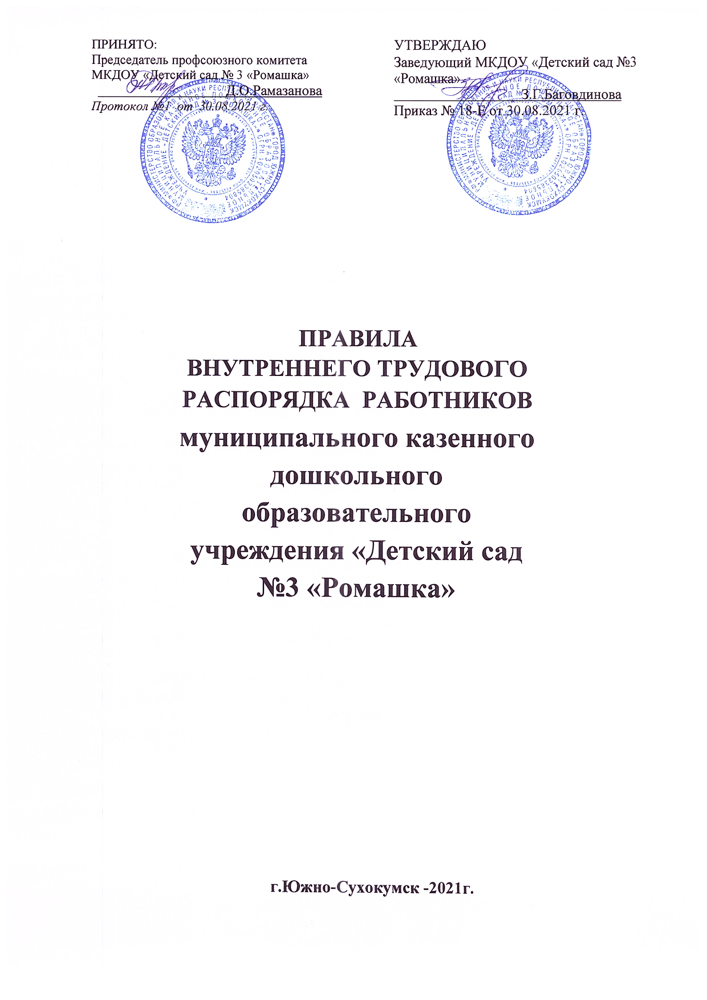 ПРИНЯТО:
Председатель профсоюзного комитета
МКДОУ «Детский сад № 3 «Ромашка»
Д.О.Рамазанова
Протокол №1 от 30.08.2021 г.
УТВЕРЖДАЮ
Заведующий МКДОУ «Детский сад №3
«Ромашка»
З.Г.Баговдинова
Приказ № 18-Е от 30.08.2021 г.
ПРАВИЛА
ВНУТРЕННЕГО ТРУДОВОГО
РАСПОРЯДКА РАБОТНИКОВ
муниципального казенного
дошкольного
образовательного
учреждения «Детский сад
№3 «Ромашка»
г.Южно-Сухокумск -2021г.